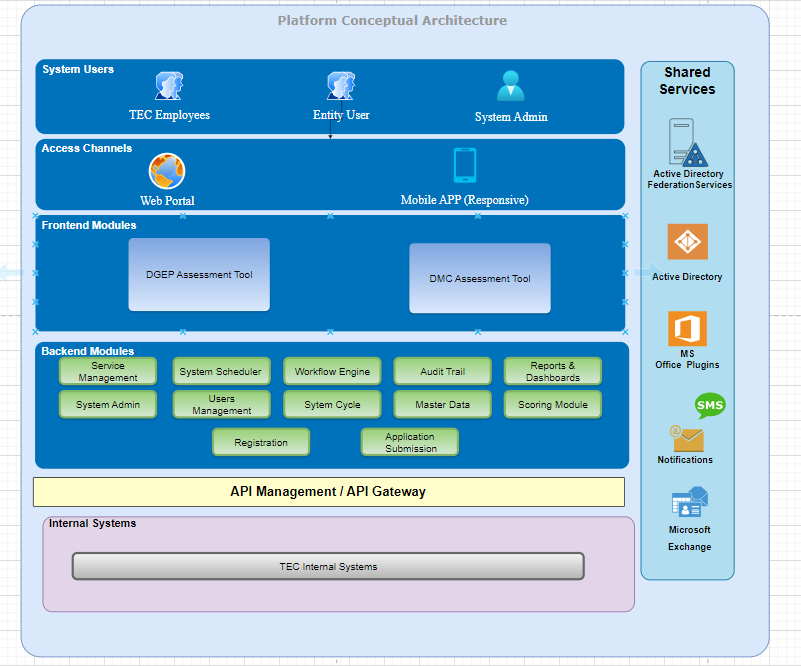 Platform Conceptual Architecture
System Users
TEC Employees
Entity User
System Admin
Access Channels
Web Portal
Mobile APP (Responsive)
Frontend Modules
DGEP Assessment Tool
DMC Assessment Tool
Backend Modules
Service
Management
System Scheduler
Workflow Engine
Audit Trail
Reports &
Dashboards
System Admin
Users
Management
Sytem Cycle
Master Data
Scoring Module
Registration
Application
Submission
API Management / API Gateway
Internal Systems
TEC Internal Systems
Shared
Services
Active Directory
FederationServices
Active Directory
MS
Office Plugins
SMS
@
Notifications
Microsoft
Exchange